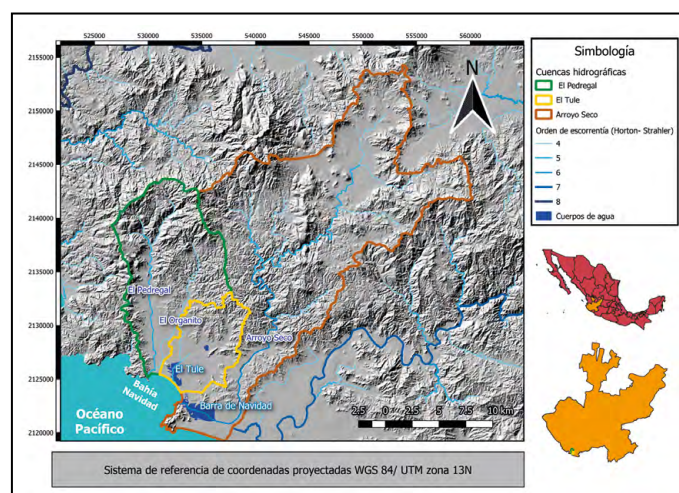 525000 530000 535000 540000 545000 550000 555000 560000
2155000
2150000
2145000
2140000
2135000
2130000
2125000
2120000
N
El Pedregal
El Organito
Arroyo Seco
El Tule
Bahía
Navidad
Barra de Navidad
Océano
Pacífico
2.5 0 2.5 5 7.5 10 km
Simbología
Cuencas hidrográficas
El Pedregal
El Tule
Arroyo Seco
Orden de escorrentía (Horton- Strahler)
4
5
6
7
8
Cuerpos de agua
Sistema de referencia de coordenadas proyectadas WGS 84/ UTM zona 13N